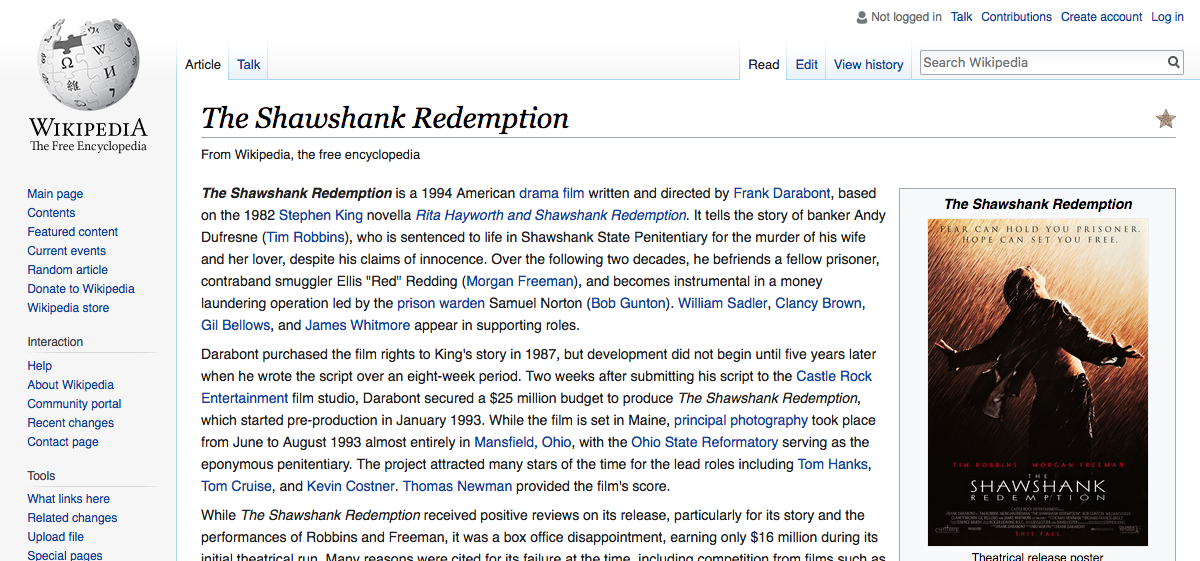 Not logged in Talk Contributions Create account Log in
Article Talk
Read Edit View history Search Wikipedia
WIKIPEDIA
The Free Encyclopedia
Main page
Contents
Featured content
Current events
Random article
Donate to Wikipedia
Wikipedia store
Interaction
Help
About Wikipedia
Community portal
Recent changes
Contact page
Tools
What links here
Related changes
Upload file
Special pages
The Shawshank Redemption
From Wikipedia, the free encyclopedia
The Shawshank Redemption is a 1994 American drama film written and directed by Frank Darabont, based
on the 1982 Stephen King novella Rita Hayworth and Shawshank Redemption. It tells the story of banker Andy
Dufresne (Tim Robbins), who is sentenced to life in Shawshank State Penitentiary for the murder of his wife
and her lover, despite his claims of innocence. Over the following two decades, he befriends a fellow prisoner,
contraband smuggler Ellis "Red" Redding (Morgan Freeman), and becomes instrumental in a money
laundering operation led by the prison warden Samuel Norton (Bob Gunton). William Sadler, Clancy Brown,
Gil Bellows, and James Whitmore appear in supporting roles.
Darabont purchased the film rights to King's story in 1987, but development did not begin until five years later
when he wrote the script over an eight-week period. Two weeks after submitting his script to the Castle Rock
Entertainment film studio, Darabont secured a $25 million budget to produce The Shawshank Redemption,
which started pre-production in January 1993. While the film is set in Maine, principal photography took place
from June to August 1993 almost entirely in Mansfield, Ohio, with the Ohio State Reformatory serving as the
eponymous penitentiary. The project attracted many stars of the time for the lead roles including Tom Hanks,
Tom Cruise, and Kevin Costner. Thomas Newman provided the film's score.
While The Shawshank Redemption received positive reviews on its release, particularly for its story and the
performances of Robbins and Freeman, it was a box office disappointment, earning only $16 million during its
initial theatrical run. Many reasons were cited for its failure at the time, including competition from films such as
The Shawshank Redemption
FEAR CAN HOLD YOU PRISONER.
HOPE CAN SET YOU FREE.
TIM ROBBINS MORGAN FREEMAN
THE
SHAWSHANK
REDEMPTION
THIS FALL
Theatrical release poster